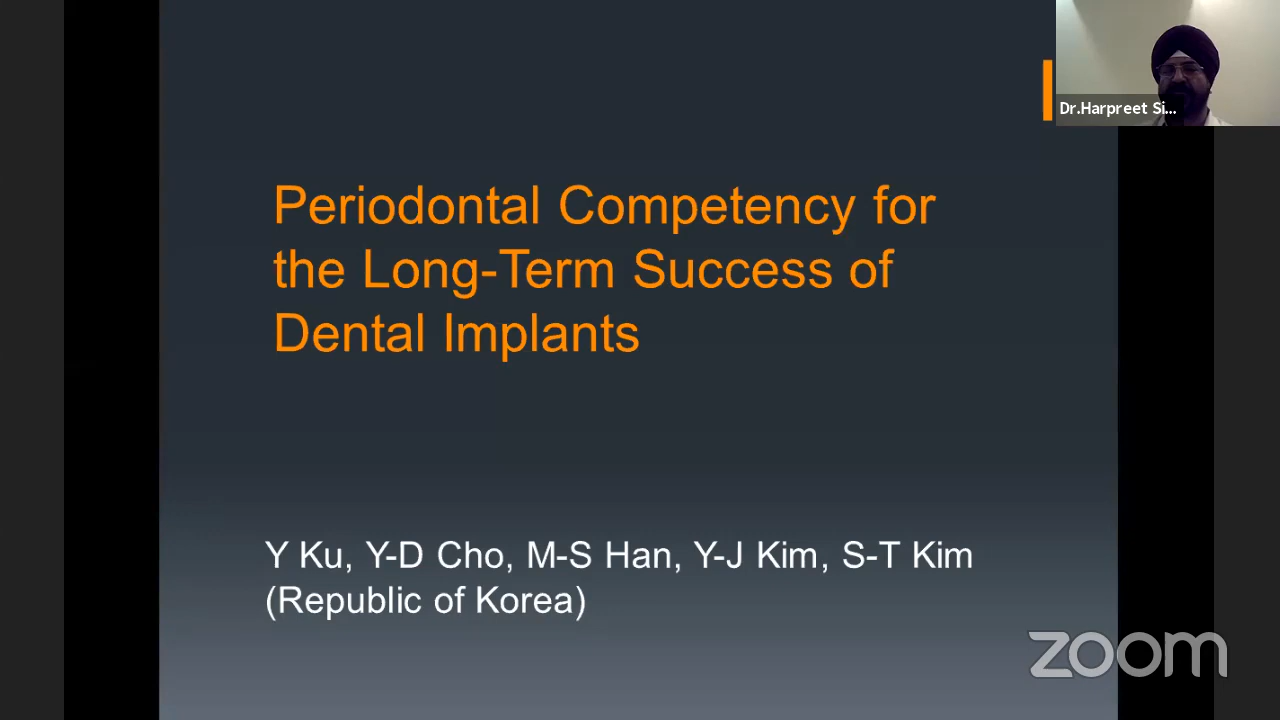 Dr.Harpreet Si...
Periodontal Competency for
the Long-Term Success of
Dental Implants
Y Ku, Y-D Cho, M-S Han, Y-J Kim, S-T Kim
(Republic of Korea)
zoom